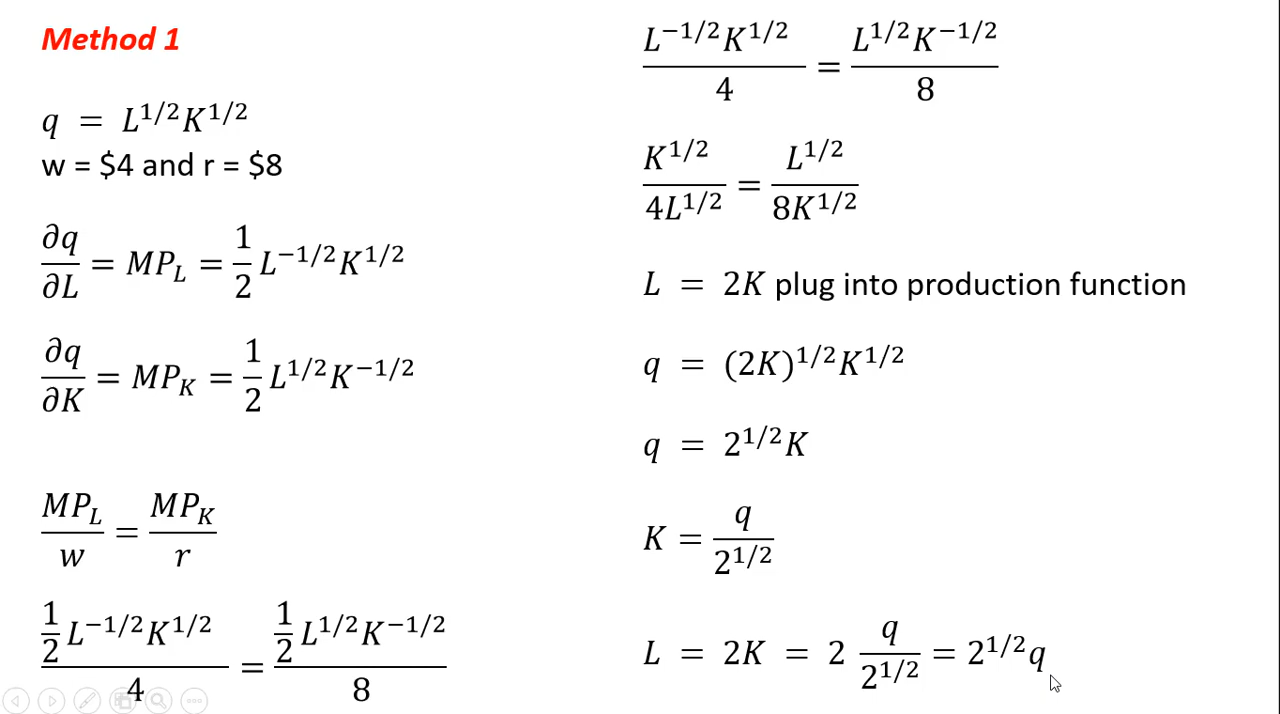 Method 1
q = L^{1/2}K^{1/2}
w = $4 and r = $8
∂q/∂L = MP_L = 1/2 L^{−1/2}K^{1/2}
∂q/∂K = MP_K = 1/2 L^{1/2}K^{−1/2}
MP_L/w = MP_K/r
(1/2 L^{−1/2}K^{1/2})/4 = (1/2 L^{1/2}K^{−1/2})/8
(L^{−1/2}K^{1/2})/4 = (L^{1/2}K^{−1/2})/8
K^{1/2}/(4L^{1/2}) = L^{1/2}/(8K^{1/2})
L = 2K plug into production function
q = (2K)^{1/2}K^{1/2}
q = 2^{1/2}K
K = q/2^{1/2}
L = 2K = 2 q/2^{1/2} = 2^{1/2}q